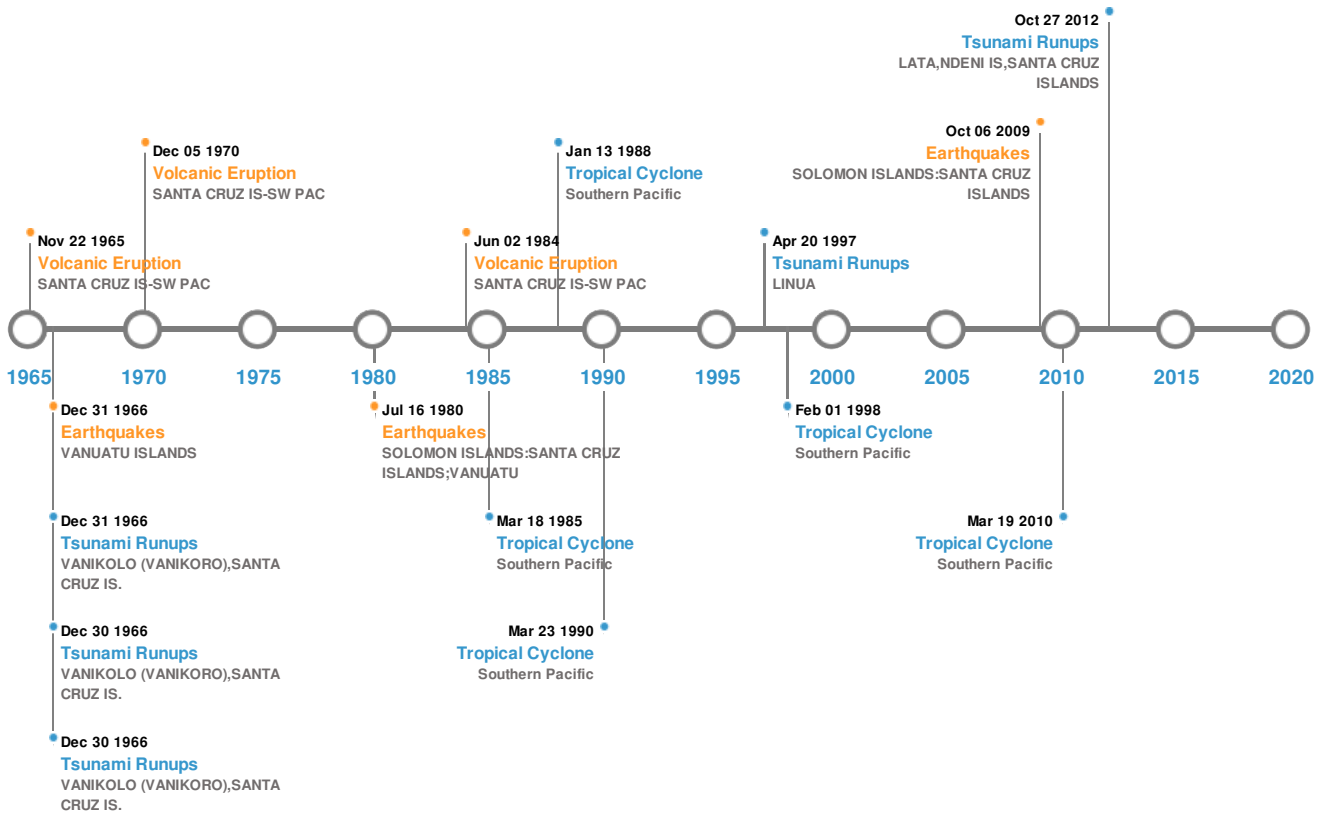 Oct 27 2012
Tsunami Runups
LATA,NDENI IS,SANTA CRUZ
ISLANDS
Dec 05 1970
Volcanic Eruption
SANTA CRUZ IS-SW PAC
Jan 13 1988
Tropical Cyclone
Southern Pacific
Oct 06 2009
Earthquakes
SOLOMON ISLANDS:SANTA CRUZ
ISLANDS
Nov 22 1965
Volcanic Eruption
SANTA CRUZ IS-SW PAC
Jun 02 1984
Volcanic Eruption
SANTA CRUZ IS-SW PAC
Apr 20 1997
Tsunami Runups
LINUA
1965 1970 1975 1980 1985 1990 1995 2000 2005 2010 2015 2020
Dec 31 1966
Earthquakes
VANUATU ISLANDS
Jul 16 1980
Earthquakes
SOLOMON ISLANDS:SANTA CRUZ
ISLANDS;VANUATU
Feb 01 1998
Tropical Cyclone
Southern Pacific
Dec 31 1966
Tsunami Runups
VANIKOLO (VANIKORO),SANTA
CRUZ IS.
Mar 18 1985
Tropical Cyclone
Southern Pacific
Mar 19 2010
Tropical Cyclone
Southern Pacific
Dec 30 1966
Tsunami Runups
VANIKOLO (VANIKORO),SANTA
CRUZ IS.
Mar 23 1990
Tropical Cyclone
Southern Pacific
Dec 30 1966
Tsunami Runups
VANIKOLO (VANIKORO),SANTA
CRUZ IS.